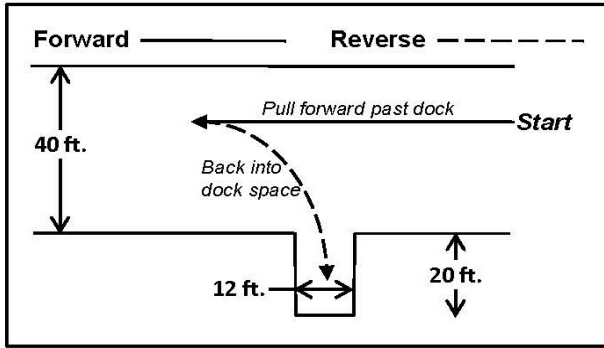 Forward
Reverse
Pull forward past dock
Start
40 ft.
Back into
dock space
12 ft.
20 ft.